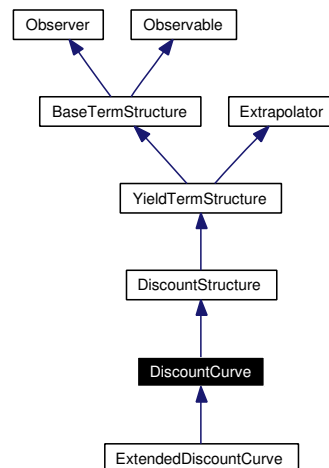 Observer
Observable
BaseTermStructure
Extrapolator
YieldTermStructure
DiscountStructure
DiscountCurve
ExtendedDiscountCurve